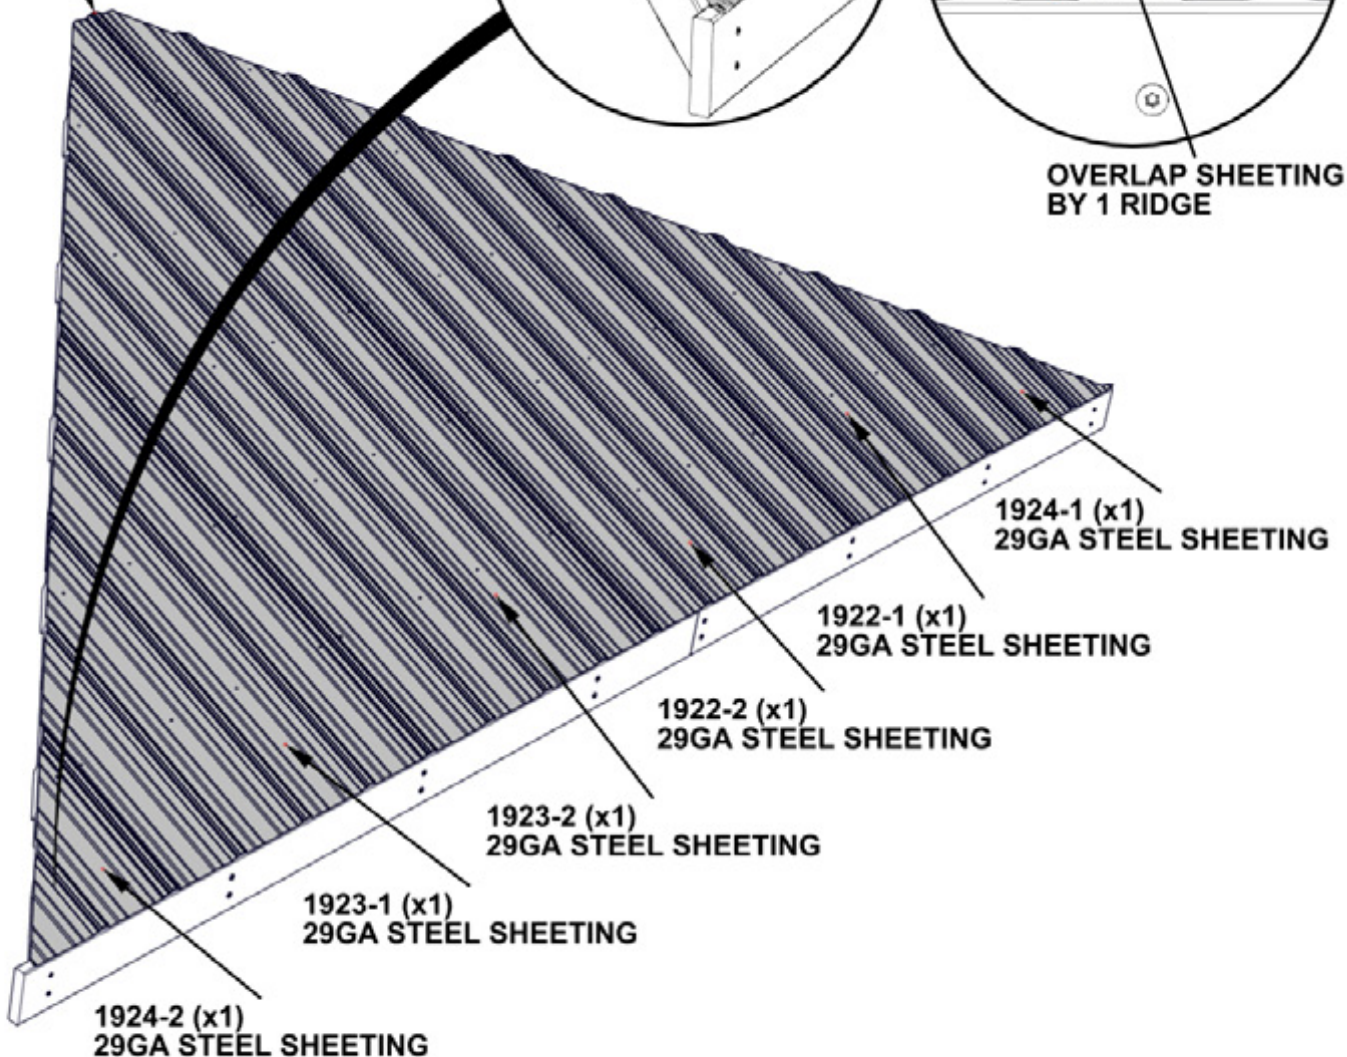 OVERLAP SHEETING
BY 1 RIDGE
1924-1 (x1)
29GA STEEL SHEETING
1922-1 (x1)
29GA STEEL SHEETING
1922-2 (x1)
29GA STEEL SHEETING
1923-2 (x1)
29GA STEEL SHEETING
1923-1 (x1)
29GA STEEL SHEETING
1924-2 (x1)
29GA STEEL SHEETING